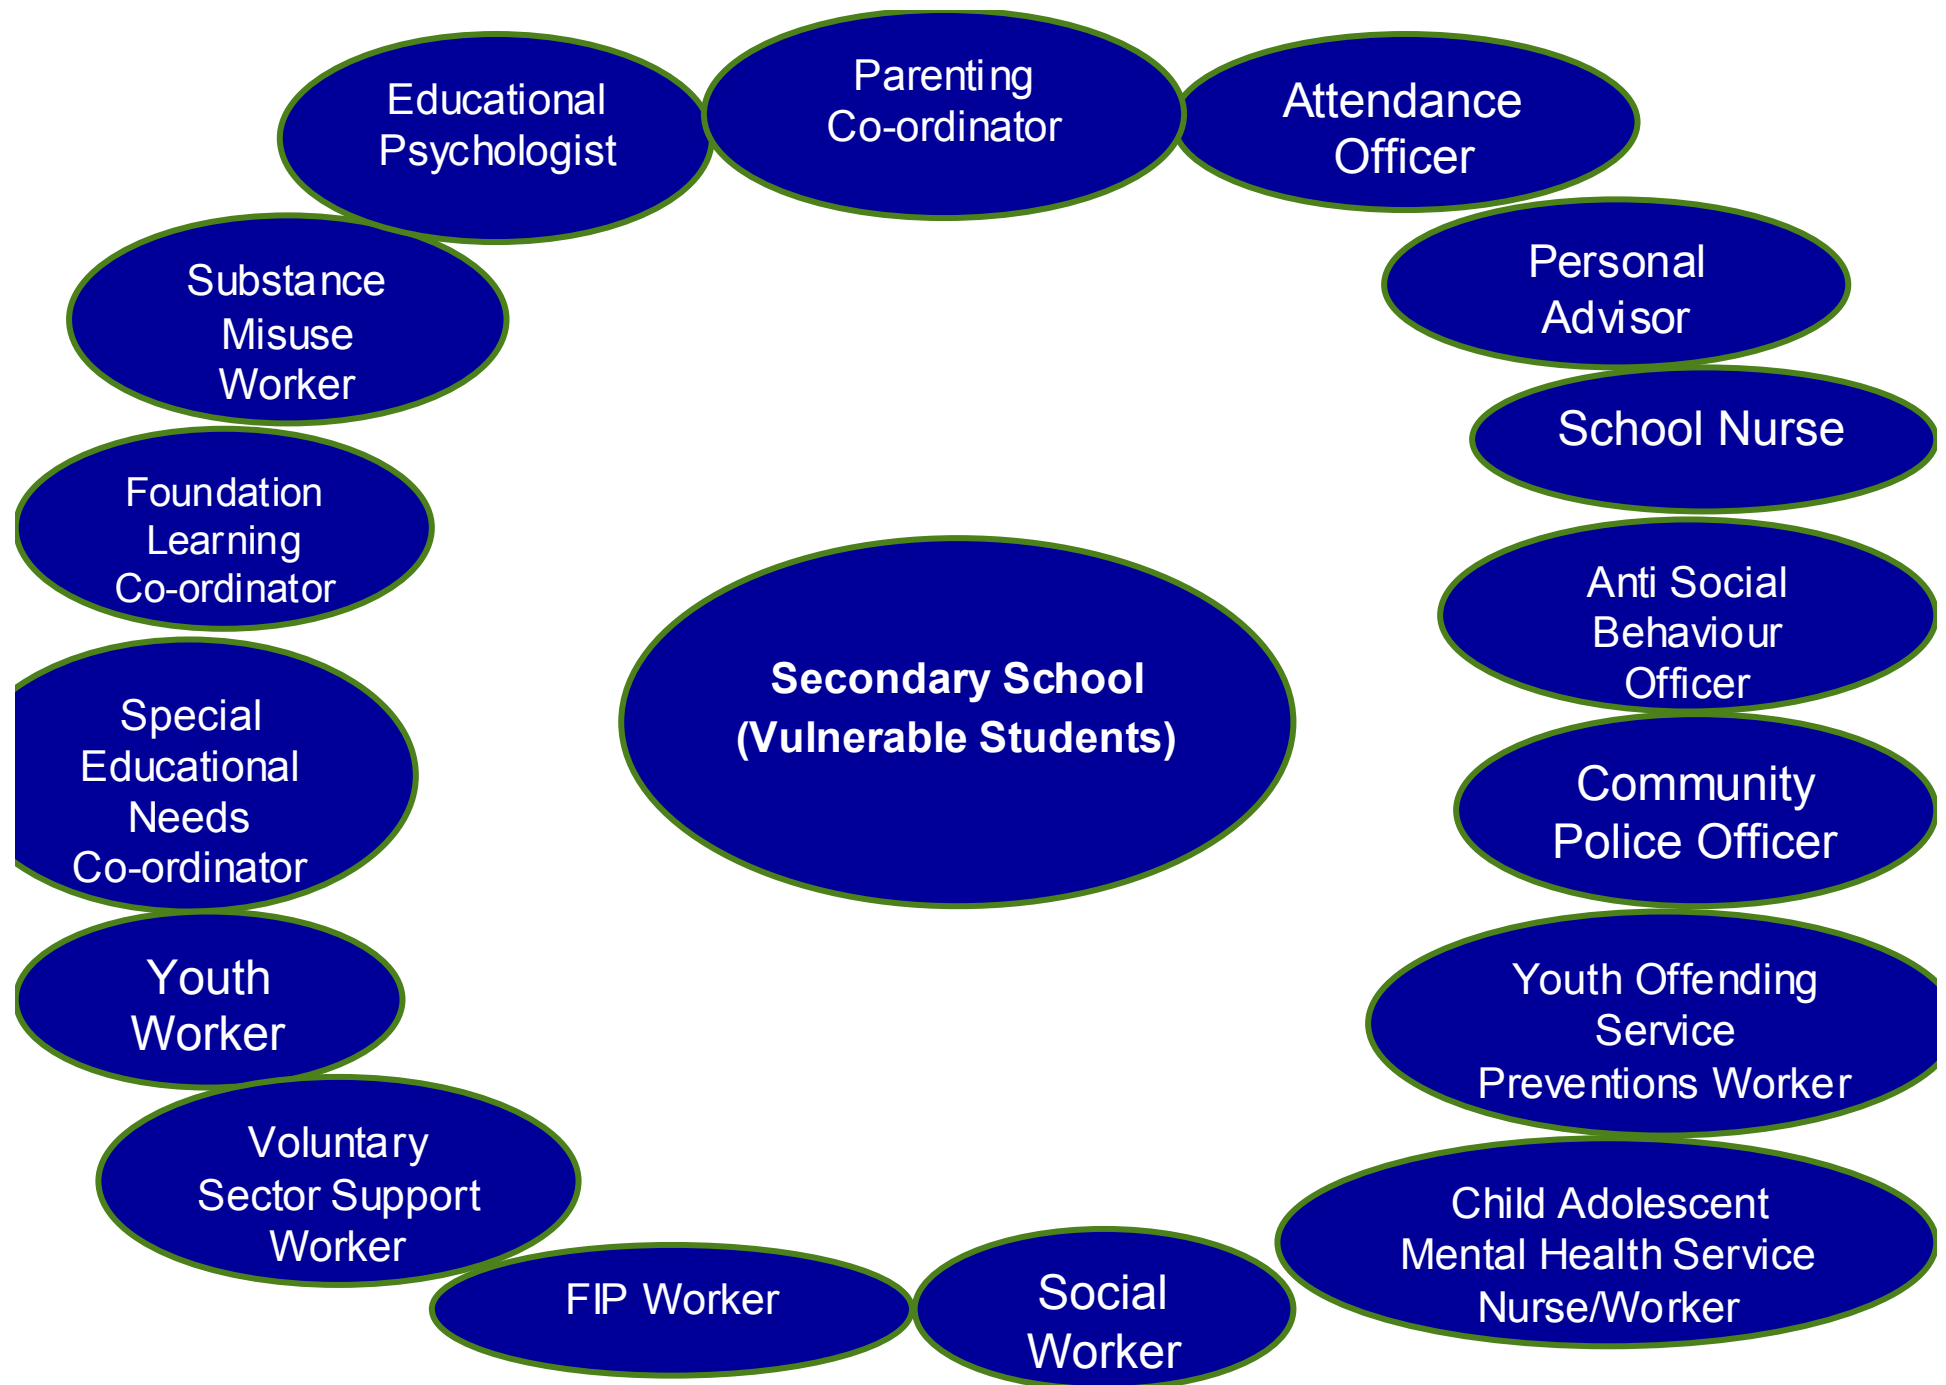 Parenting
Co-ordinator
Attendance
Officer
Educational
Psychologist
Personal
Advisor
Substance
Misuse
Worker
School Nurse
Foundation
Learning
Co-ordinator
Anti Social
Behaviour
Officer
Secondary School
(Vulnerable Students)
Special
Educational
Needs
Co-ordinator
Community
Police Officer
Youth
Worker
Youth Offending
Service
Preventions Worker
Voluntary
Sector Support
Worker
Child Adolescent
Mental Health Service
Nurse/Worker
FIP Worker
Social
Worker